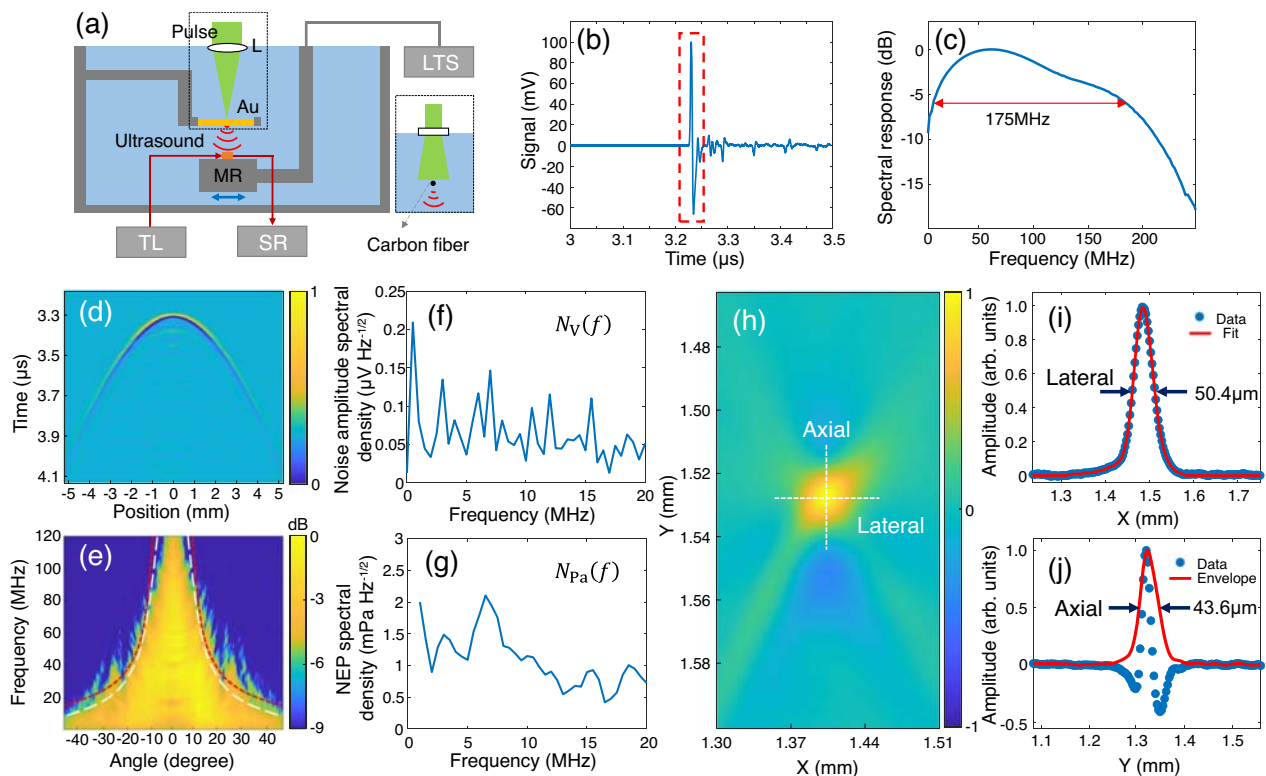 (a)
Pulse
L
LTS
Au
Ultrasound
MR
TL
SR
Carbon fiber
(b)
Signal (mV)
100
80
60
40
20
0
-20
-40
-60
3
3.1
3.2
3.3
3.4
3.5
Time (µs)
(c)
Spectral response (dB)
0
-5
-10
-15
175MHz
0
50
100
150
200
Frequency (MHz)
(d)
Time (µs)
3.3
3.5
3.7
3.9
4.1
-5 -4 -3 -2 -1 0 1 2 3 4 5
Position (mm)
1
0
(e)
Frequency (MHz)
120
100
80
60
40
20
-40 -30 -20 -10 0 10 20 30 40
Angle (degree)
dB
0
-3
-6
-9
(f)
N_V(f)
Noise amplitude spectral
density (µV Hz^-1/2)
0.25
0.2
0.15
0.10
0.05
0
0
5
10
15
20
Frequency (MHz)
(g)
N_Pa(f)
NEP spectral
density (mPa Hz^-1/2)
3
2.5
2
1.5
1
0.5
0
0
5
10
15
20
Frequency (MHz)
(h)
Axial
Lateral
Y (mm)
1.48
1.50
1.52
1.54
1.56
1.58
1.30
1.37
1.44
1.51
X (mm)
1
0
-1
(i)
Data
Fit
Lateral
50.4µm
Amplitude (arb. units)
1.0
0.8
0.6
0.4
0.2
0
1.3
1.4
1.5
1.6
1.7
X (mm)
(j)
Data
Envelope
Axial
43.6µm
Amplitude (arb. units)
1.0
0.5
0
-0.5
1.1
1.2
1.3
1.4
1.5
Y (mm)